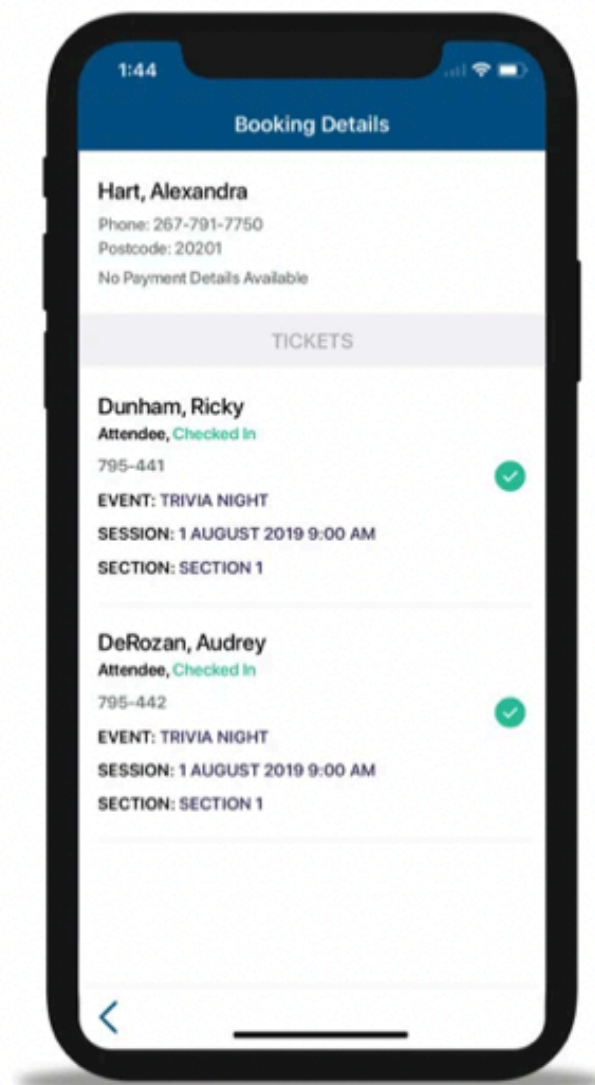 1:44
Booking Details
Hart, Alexandra
Phone: 267-791-7750
Postcode: 20201
No Payment Details Available
TICKETS
Dunham, Ricky
Attendee, Checked In
795-441
EVENT: TRIVIA NIGHT
SESSION: 1 AUGUST 2019 9:00 AM
SECTION: SECTION 1
DeRozan, Audrey
Attendee, Checked In
795-442
EVENT: TRIVIA NIGHT
SESSION: 1 AUGUST 2019 9:00 AM
SECTION: SECTION 1